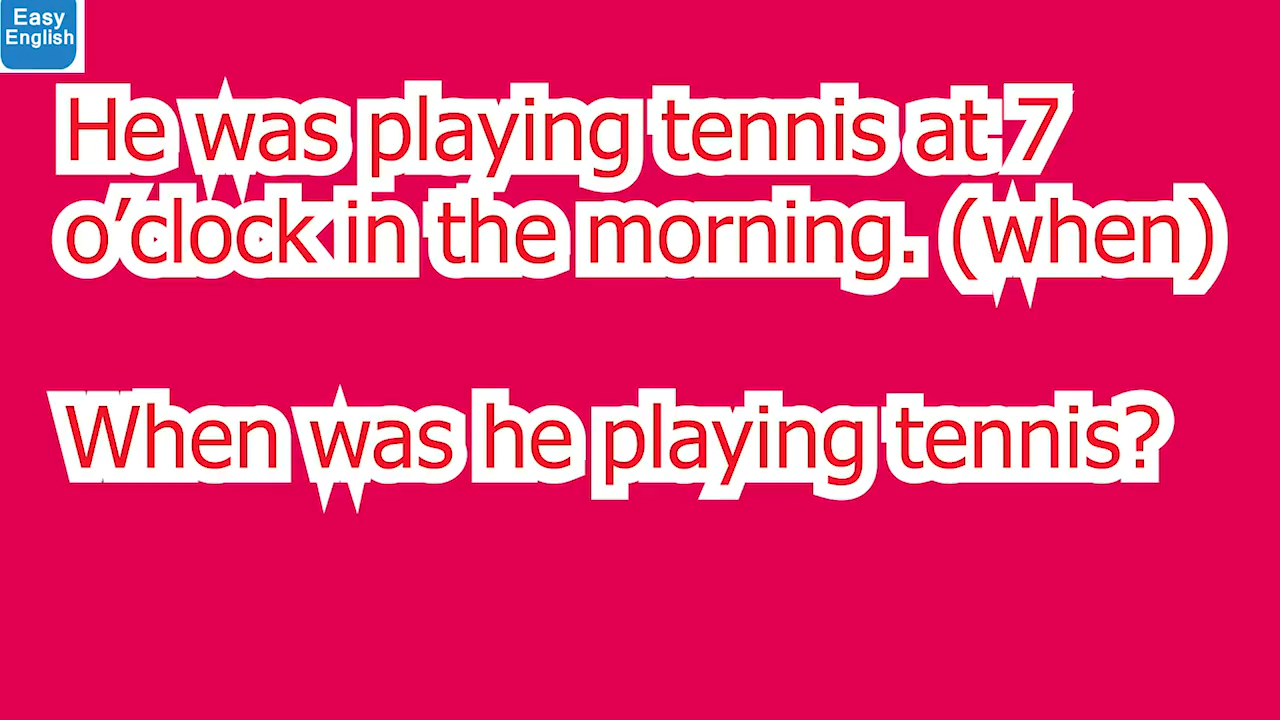 Easy
English
He was playing tennis at 7
o’clock in the morning. (when)
When was he playing tennis?